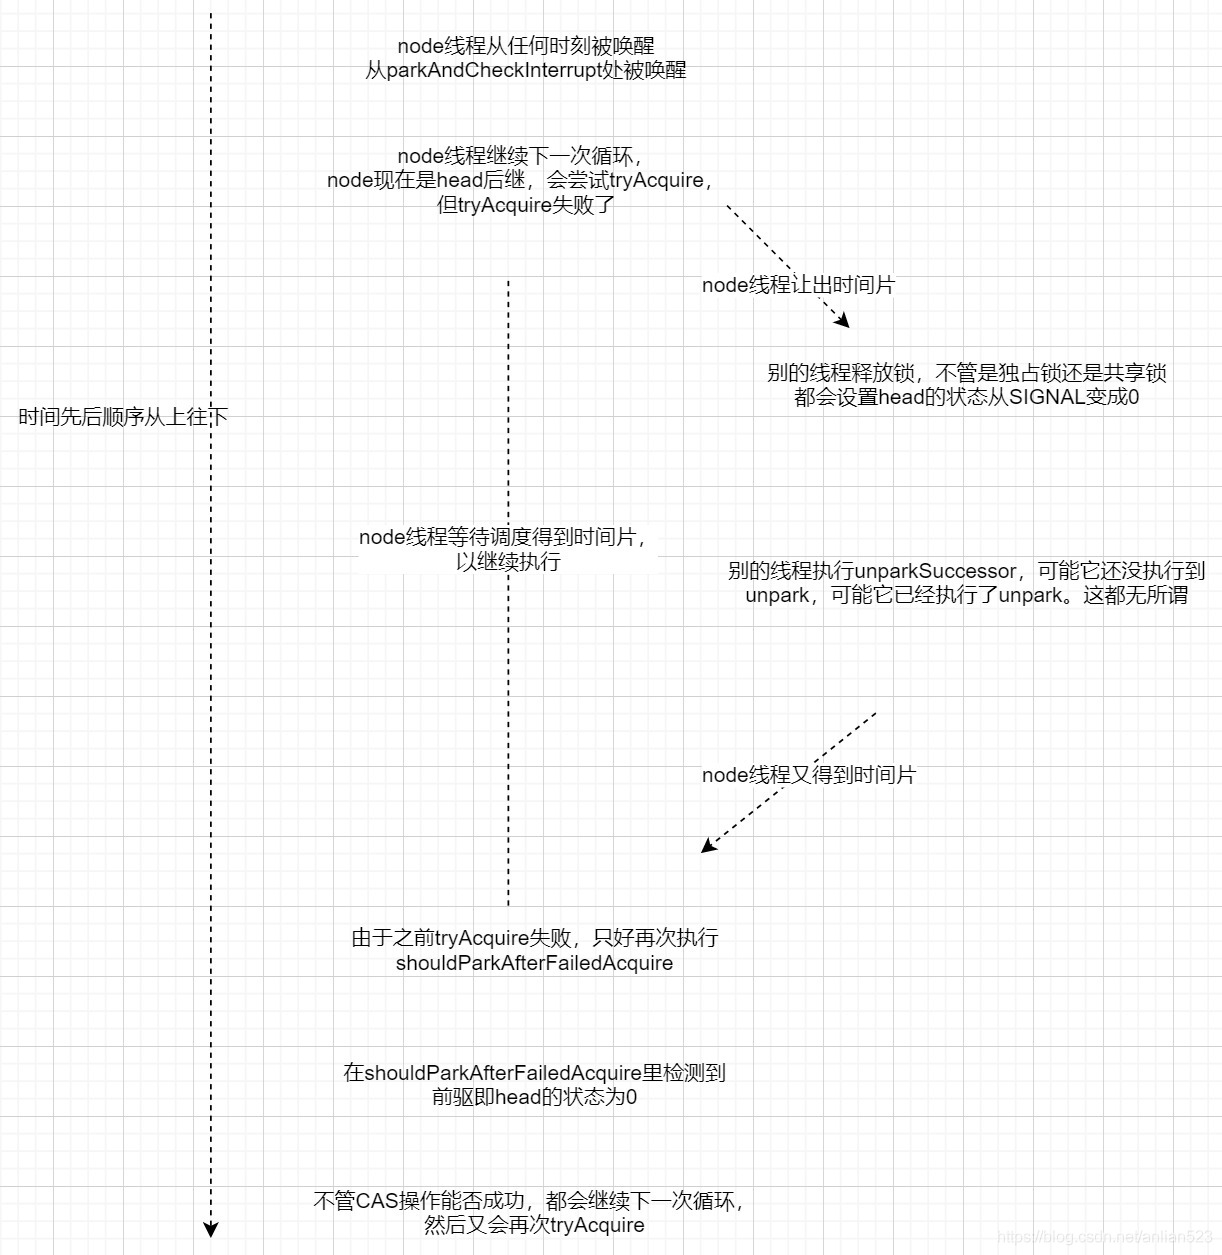 node线程从任何时刻被唤醒
从parkAndCheckInterrupt处被唤醒
node线程继续下一次循环，
node现在是head后继，会尝试tryAcquire，
但tryAcquire失败了
node线程让出时间片
别的线程释放锁，不管是独占锁还是共享锁
都会设置head的状态从SIGNAL变成0
时间先后顺序从上往下
node线程等待调度得到时间片，
以继续执行
别的线程执行unparkSuccessor，可能它还没执行到
unpark，可能它已经执行了unpark。这都无所谓
node线程又得到时间片
由于之前tryAcquire失败，只好再次执行
shouldParkAfterFailedAcquire
在shouldParkAfterFailedAcquire里检测到
前驱即head的状态为0
不管CAS操作能否成功，都会继续下一次循环，
然后又会再次tryAcquire
https://blog.csdn.net/anlian523